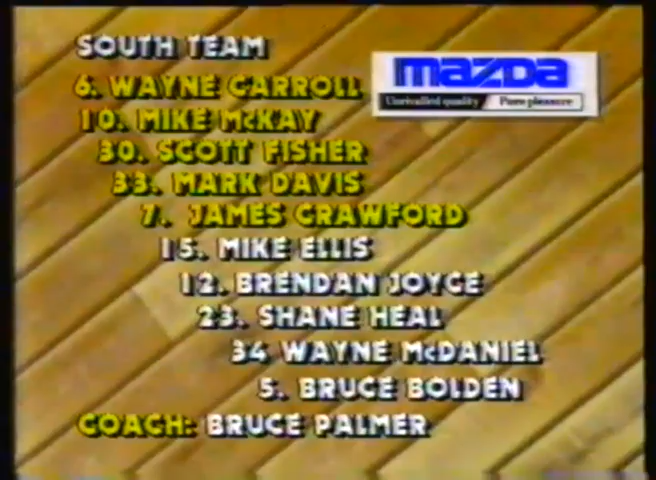 SOUTH TEAM
mazda
Unrivalled quality Pure pleasure
6. WAYNE CARROLL
10. MIKE McKAY
30. SCOTT FISHER
33. MARK DAVIS
7. JAMES CRAWFORD
15. MIKE ELLIS
12. BRENDAN JOYCE
23. SHANE HEAL
34 WAYNE McDANIEL
5. BRUCE BOLDEN
COACH: BRUCE PALMER